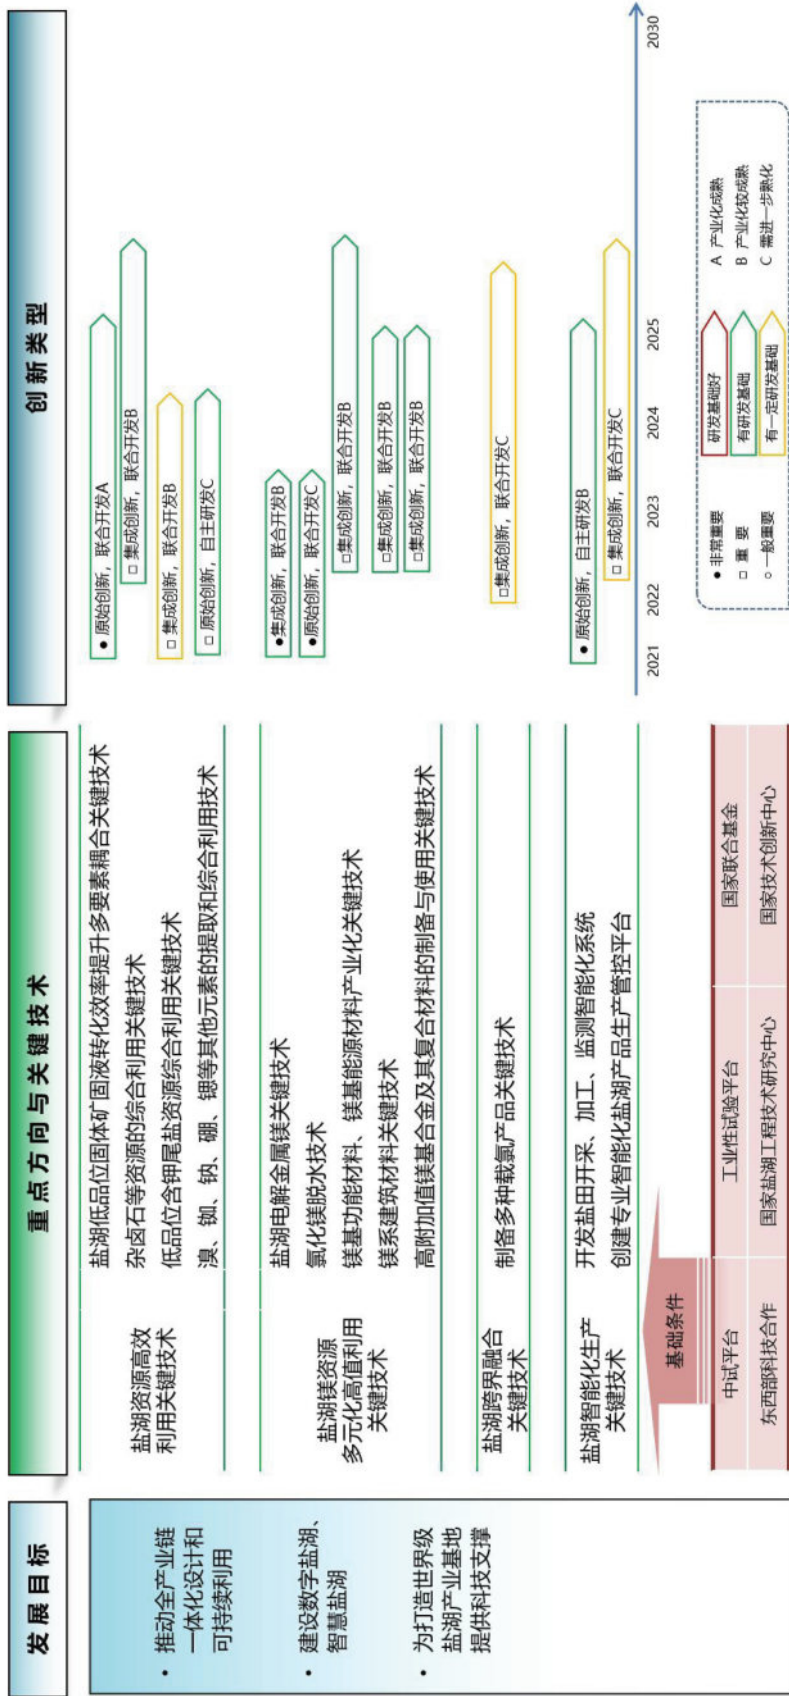 发展目标
重点方向与关键技术
创新类型
• 推动全产业链
一体化设计和
可持续利用
• 建设数字盐湖、
智慧盐湖
• 为打造世界级
盐湖产业基地
提供科技支撑
盐湖资源高效
利用关键技术
盐湖低品位固体矿固液转化效率提升多要素耦合关键技术
杂卤石等资源的综合利用关键技术
低品位含钾尾盐资源综合利用关键技术
溴、铷、钠、硼、锶等其他元素的提取和综合利用技术
● 原始创新，联合开发A
□ 集成创新，联合开发B
□ 集成创新，联合开发B
□ 原始创新，自主研发C
盐湖镁资源
多元化高值利用
关键技术
盐湖电解金属镁关键技术
氯化镁脱水技术
镁基功能材料、镁基能源材料产业化关键技术
镁系建筑材料关键技术
高附加值镁基合金及其复合材料的制备与使用关键技术
●集成创新，联合开发B
●原始创新，联合开发C
□集成创新，联合开发B
□集成创新，联合开发B
□集成创新，联合开发B
盐湖跨界融合
关键技术
制备多种载氯产品关键技术
□集成创新，联合开发C
盐湖智能化生产
关键技术
开发盐田开采、加工、监测智能化系统
创建专业智能化盐湖产品生产管控平台
● 原始创新，自主研发B
□ 集成创新，联合开发C
2021 2022 2023 2024 2025 2030
基础条件
中试平台 工业性试验平台 国家联合基金
东西部科技合作 国家盐湖工程技术研究中心 国家技术创新中心
● 非常重要 研发基础好 A 产业化成熟
□ 重 要 有研发基础 B 产业化较成熟
○ 一般重要 有一定研发基础 C 需进一步熟化